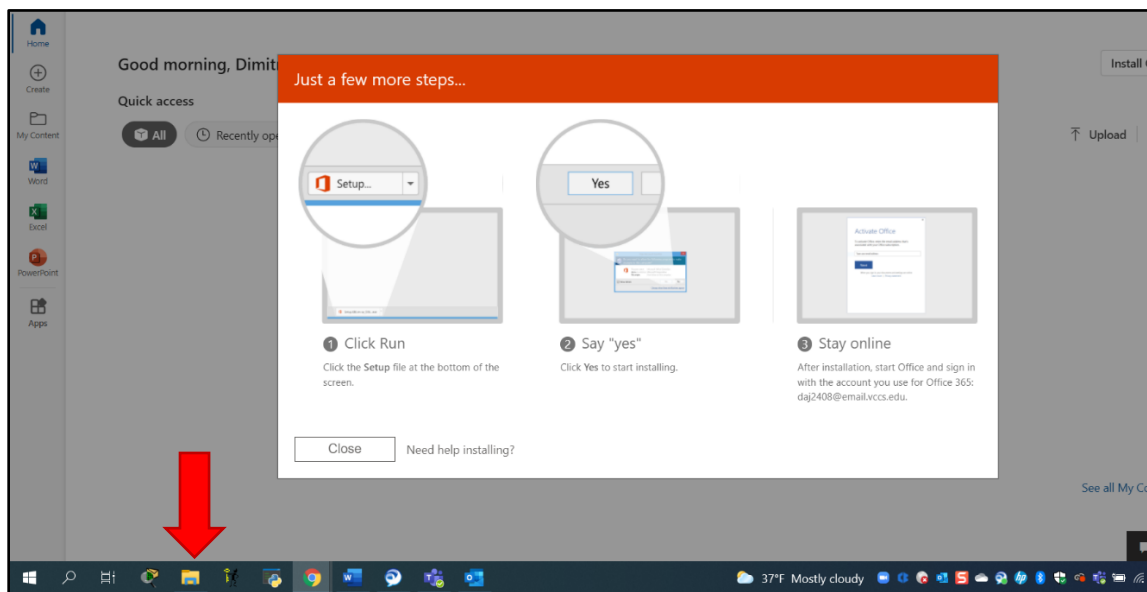 Home
Create
My Content
Word
Excel
PowerPoint
Apps
Good morning, Dimit
Install
Quick access
All
Recently ope
Upload
Just a few more steps...
Setup...
Yes
Activate Office
1 Click Run
Click the Setup file at the bottom of the
screen.
2 Say "yes"
Click Yes to start installing.
3 Stay online
After installation, start Office and sign in
with the account you use for Office 365:
daj2408@email.vccs.edu.
Close
Need help installing?
See all My Co
37°F Mostly cloudy